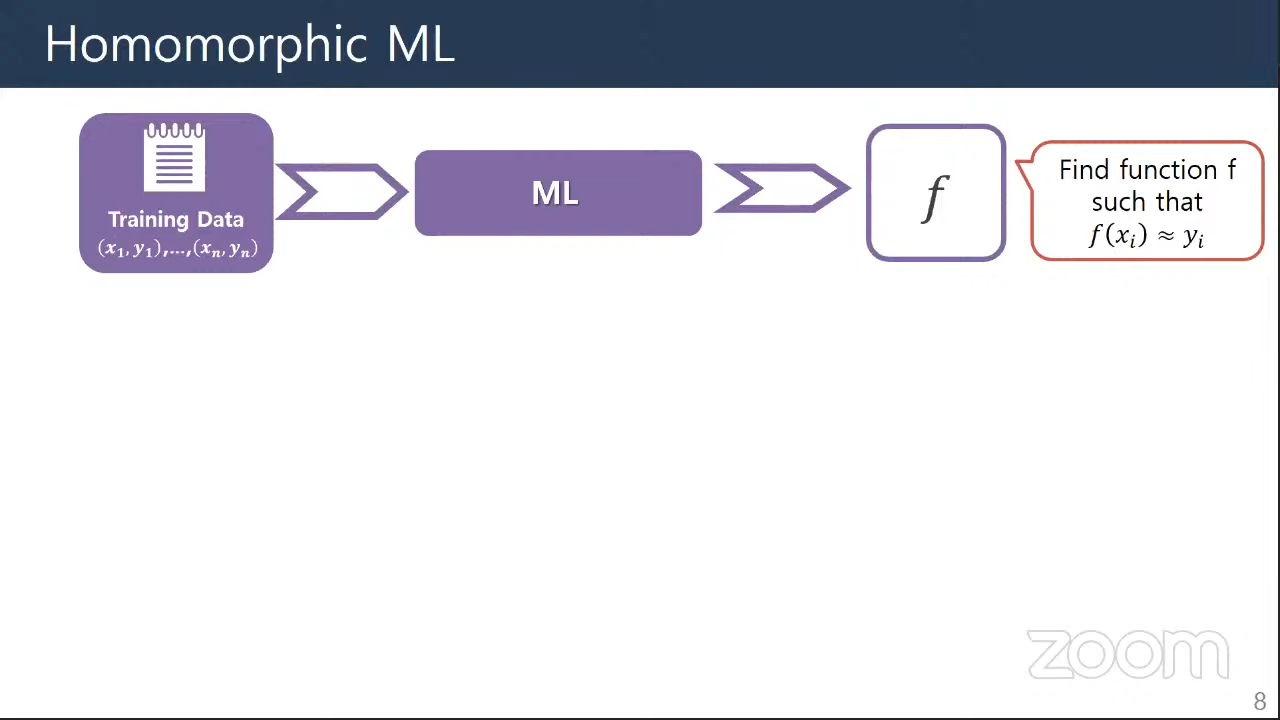 Homomorphic ML
Training Data
(x₁, y₁),...,(xₙ, yₙ)
ML
f
Find function f
such that
f(xᵢ) ≈ yᵢ
zoom
8